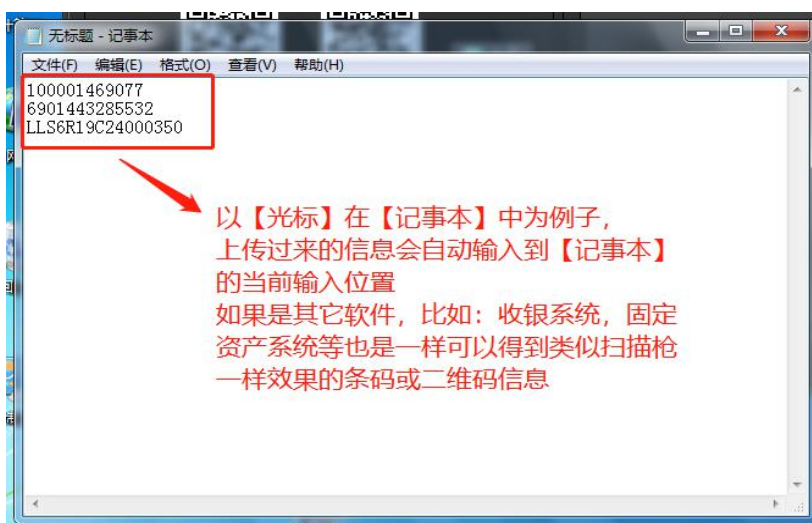 无标题 - 记事本
文件(F) 编辑(E) 格式(O) 查看(V) 帮助(H)
100001469077
6901443285532
LLS6R19C24000350
以【光标】在【记事本】中为例子,
上传过来的信息会自动输入到【记事本】
的当前输入位置
如果是其它软件, 比如: 收银系统, 固定
资产系统等也是一样可以得到类似扫描枪
一样效果的条码或二维码信息